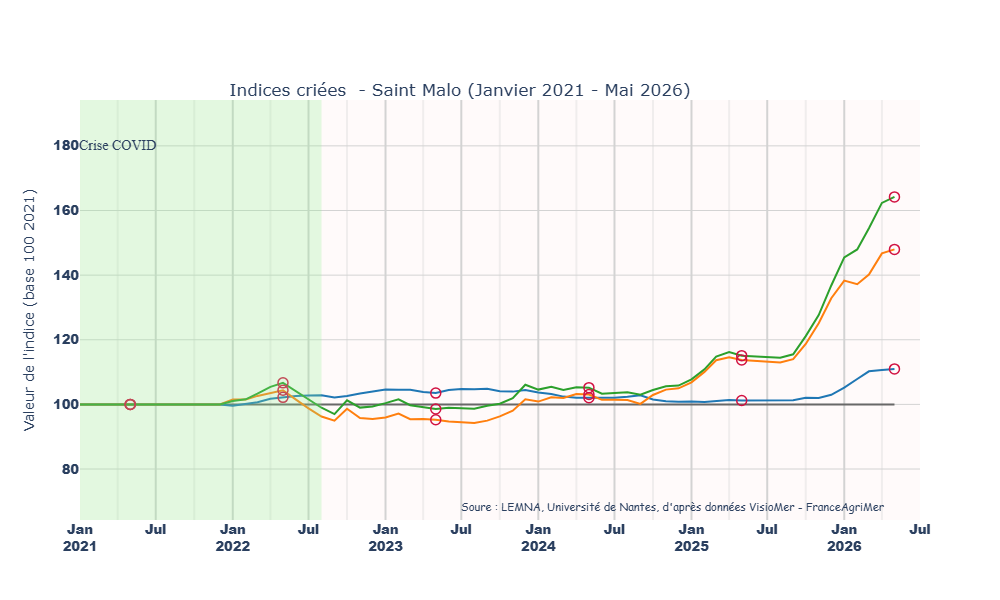 Indices criées  - Saint Malo (Janvier 2021 - Mai 2026)
Valeur de l'indice (base 100 2021)
180
Crise COVID
160
140
120
100
80
Soure : LEMNA, Université de Nantes, d'après données VisioMer - FranceAgriMer
Jan Jul Jan Jul Jan Jul Jan Jul Jan Jul Jan Jul
2021 2022 2023 2024 2025 2026